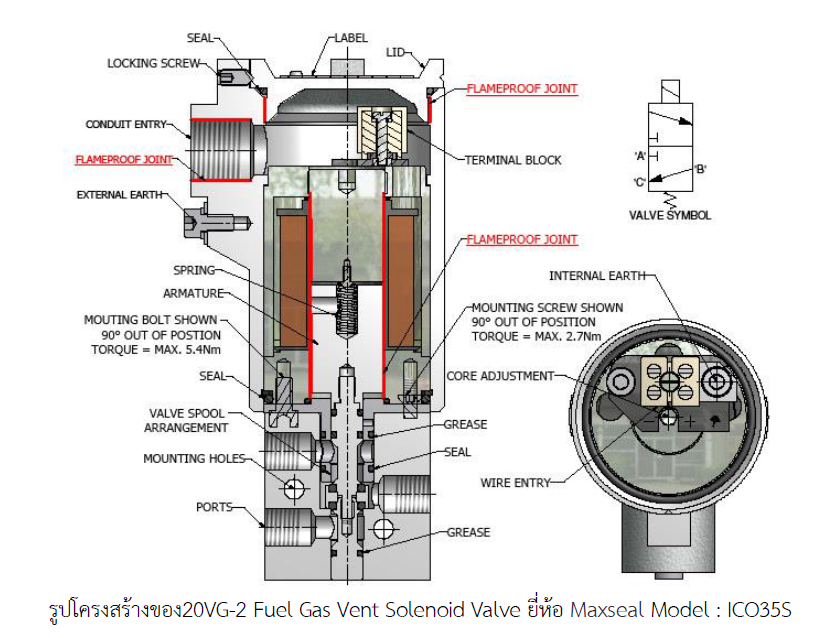 SEAL
LABEL
LID
LOCKING SCREW
FLAMEPROOF JOINT
CONDUIT ENTRY
FLAMEPROOF JOINT
TERMINAL BLOCK
EXTERNAL EARTH
'A'
'B'
'C'
VALVE SYMBOL
FLAMEPROOF JOINT
SPRING
INTERNAL EARTH
ARMATURE
MOUTING BOLT SHOWN
90° OUT OF POSTION
TORQUE = MAX. 5.4Nm
MOUNTING SCREW SHOWN
90° OUT OF POSTION
TORQUE = MAX. 2.7Nm
SEAL
CORE ADJUSTMENT
VALVE SPOOL
ARRANGEMENT
GREASE
MOUNTING HOLES
SEAL
WIRE ENTRY
PORTS
GREASE
- +
รูปโครงสร้างของ20VG-2 Fuel Gas Vent Solenoid Valve ยี่ห้อ Maxseal Model : ICO35S